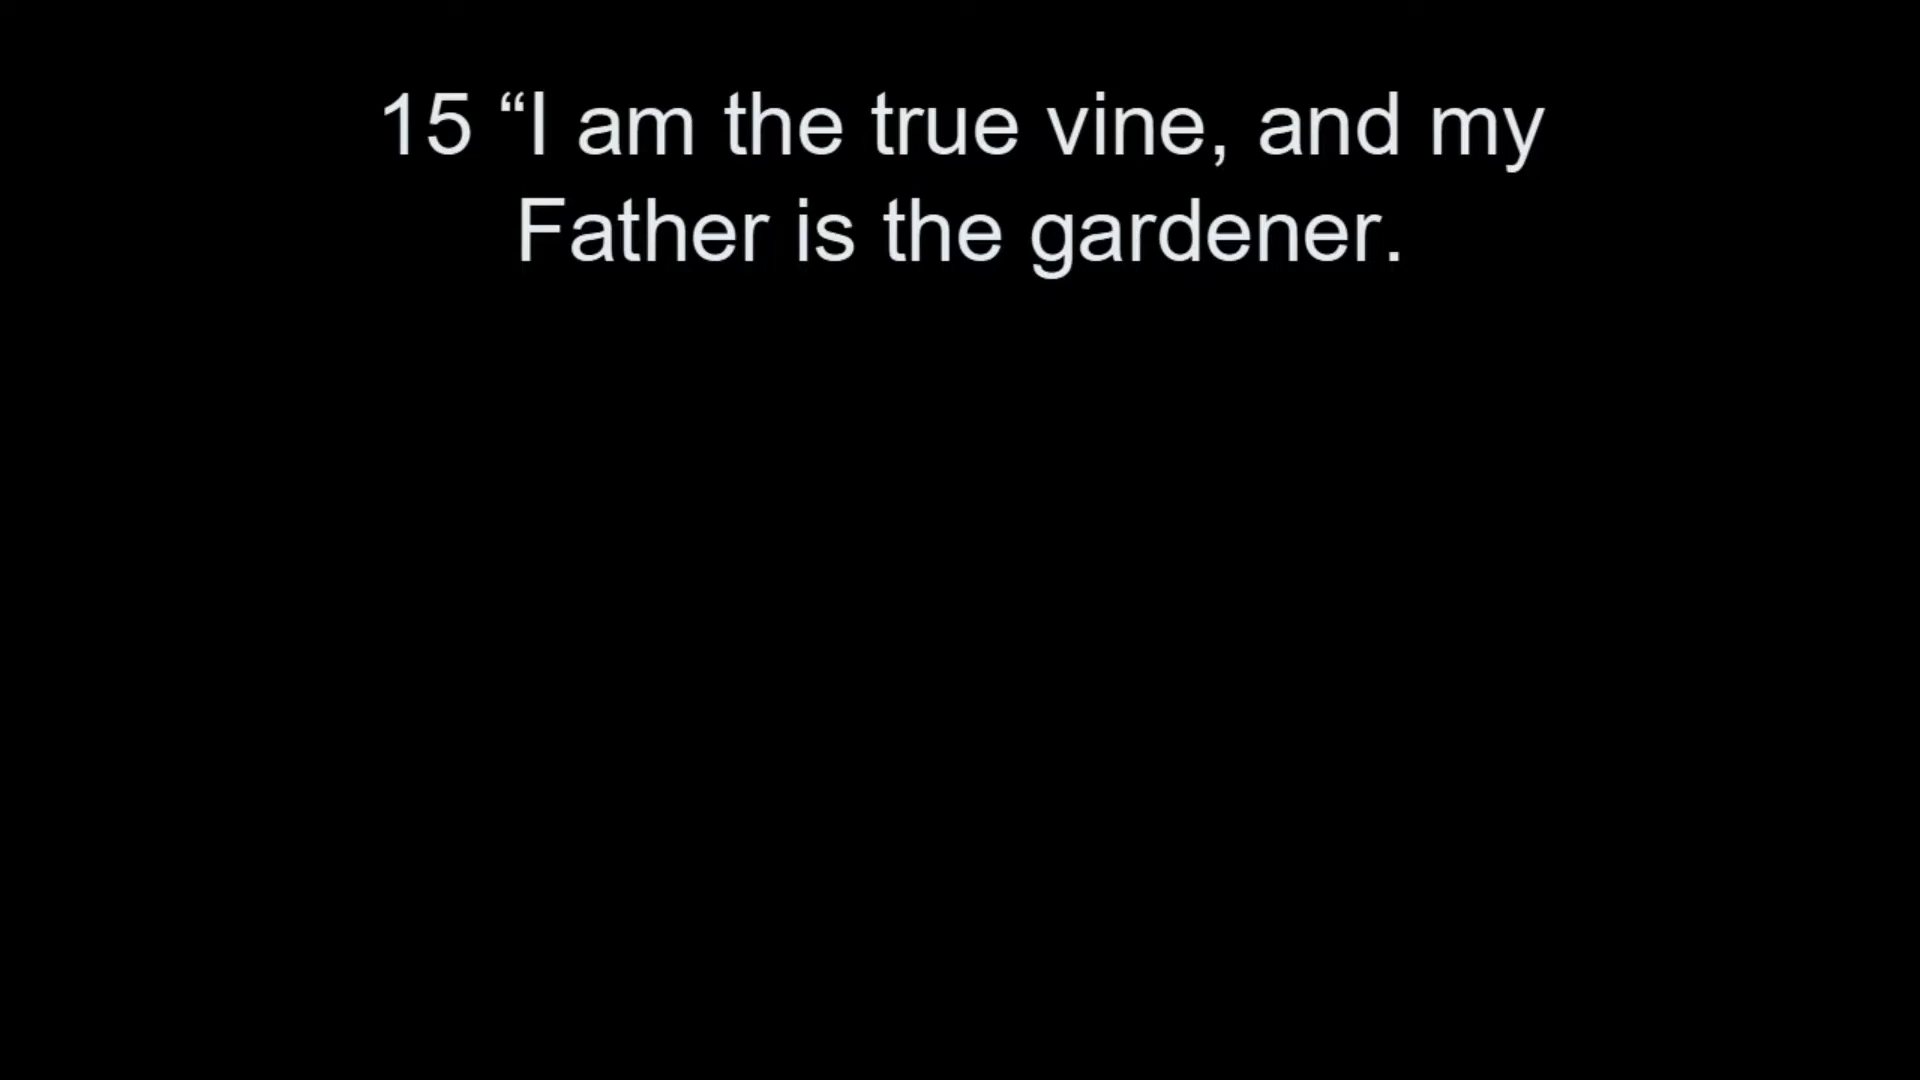 15 “I am the true vine, and my
Father is the gardener.